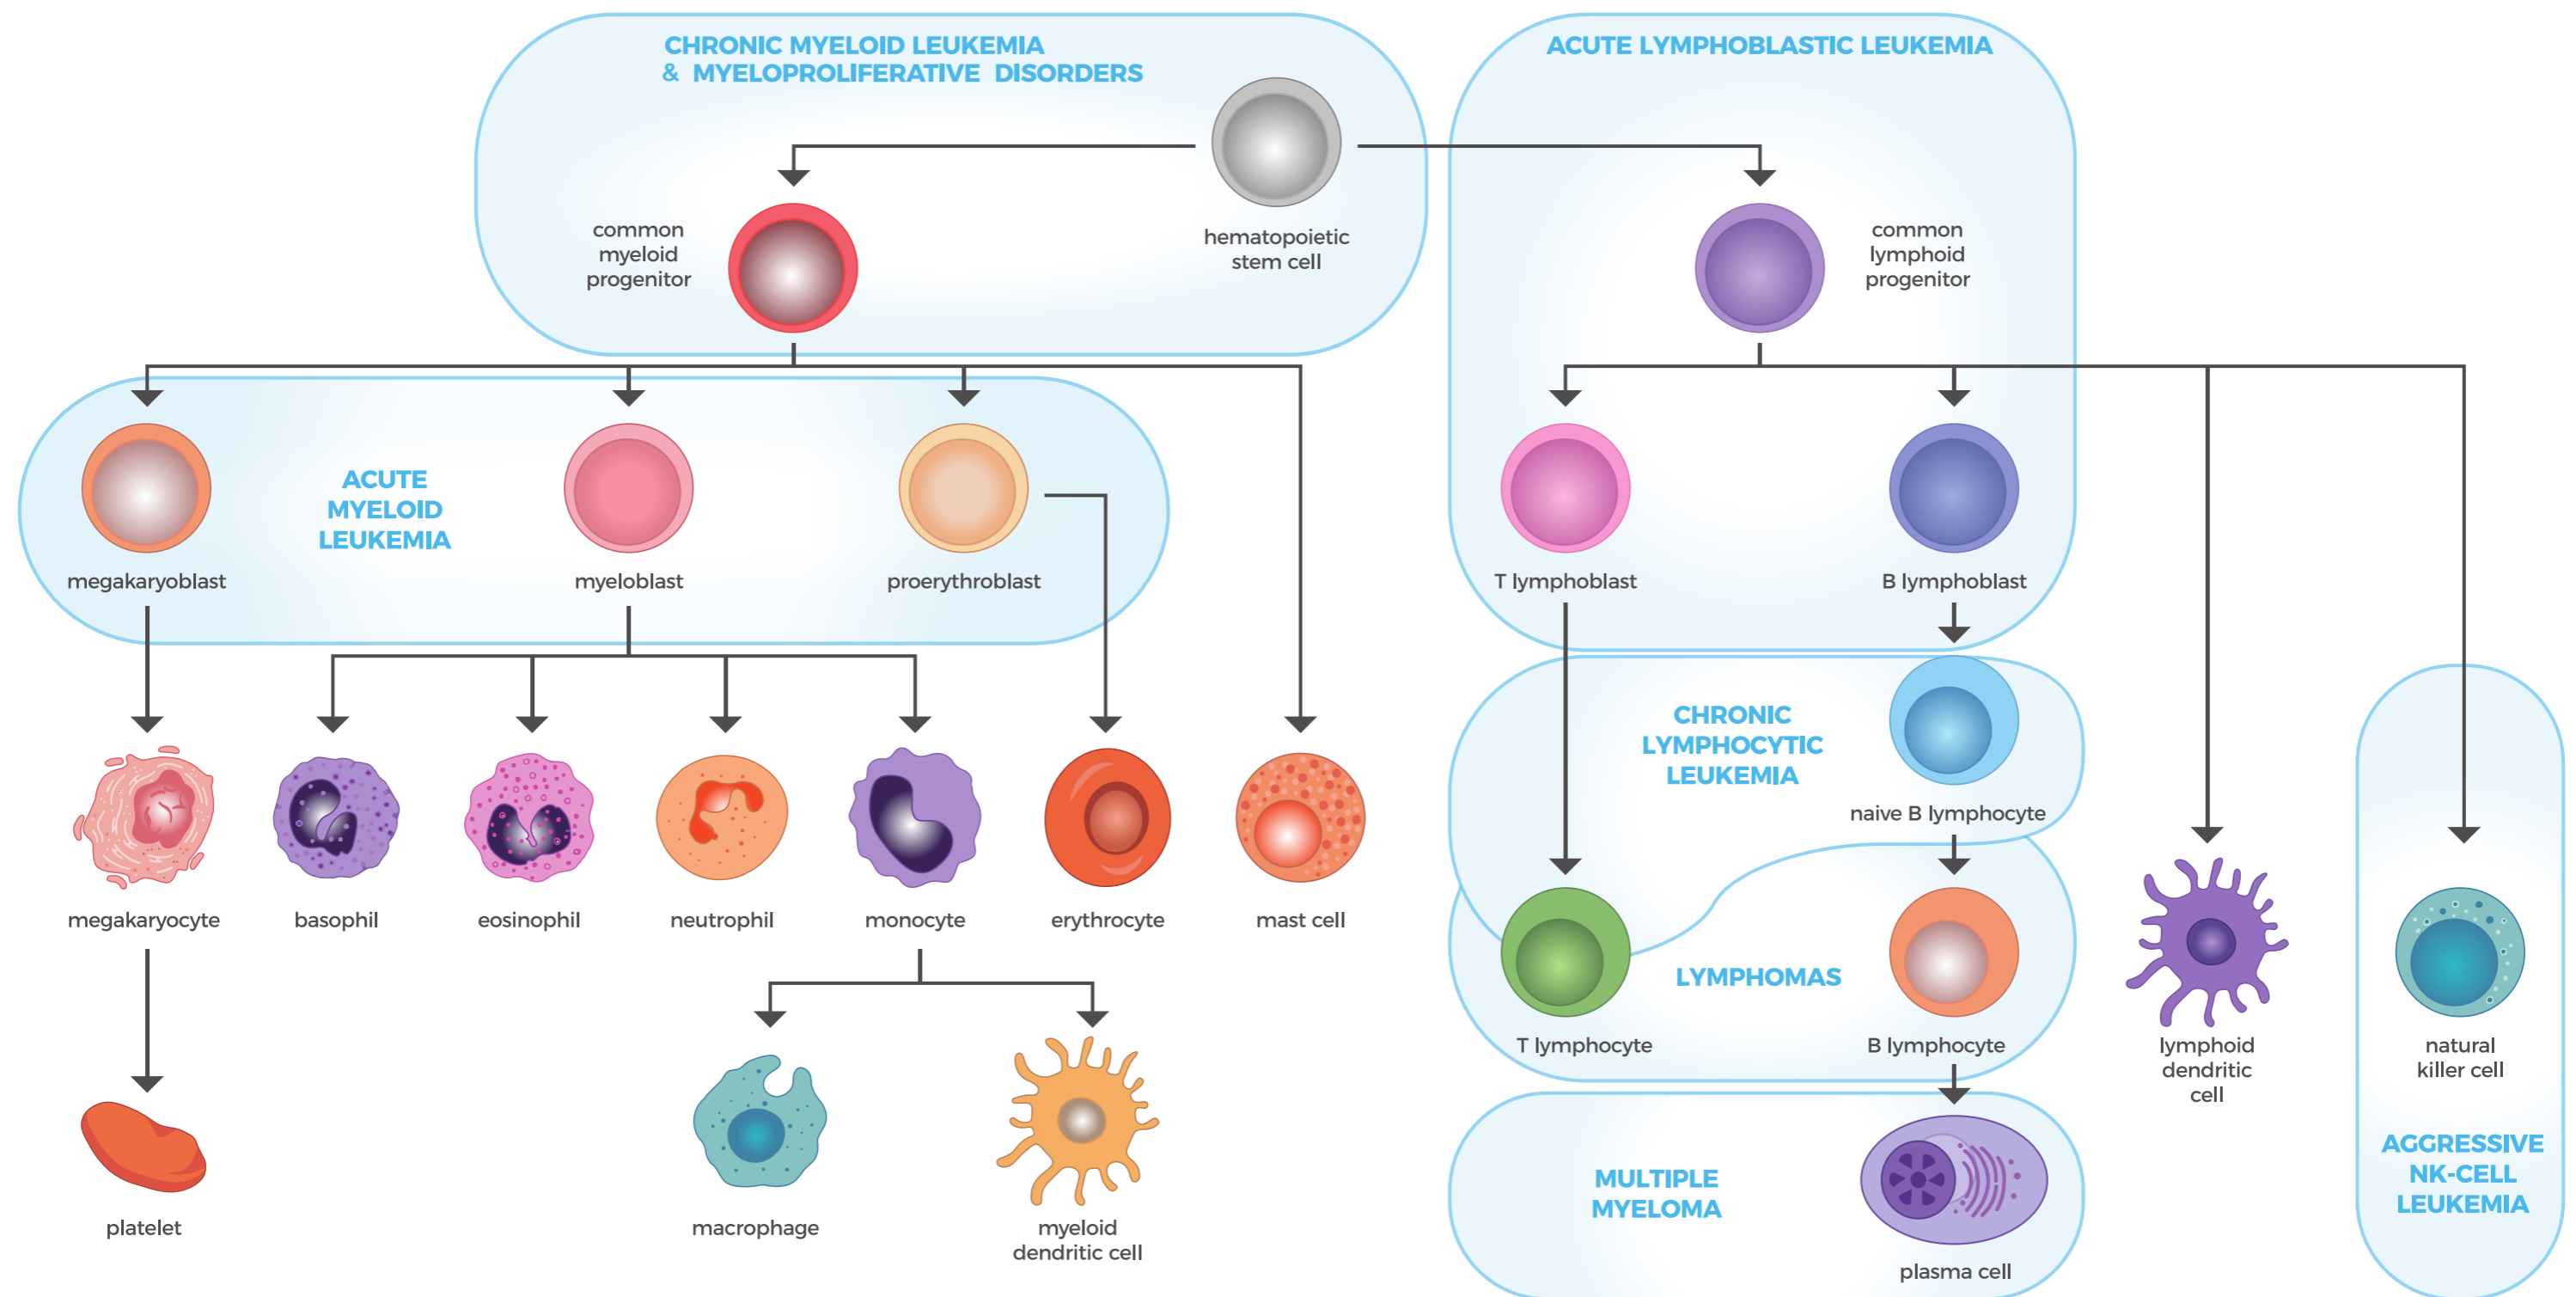 CHRONIC MYELOID LEUKEMIA
& MYELOPROLIFERATIVE DISORDERS
ACUTE LYMPHOBLASTIC LEUKEMIA
common
myeloid
progenitor
hematopoietic
stem cell
common
lymphoid
progenitor
ACUTE
MYELOID
LEUKEMIA
megakaryoblast
myeloblast
proerythroblast
T lymphoblast
B lymphoblast
CHRONIC
LYMPHOCYTIC
LEUKEMIA
naive B lymphocyte
megakaryocyte
basophil
eosinophil
neutrophil
monocyte
erythrocyte
mast cell
LYMPHOMAS
T lymphocyte
B lymphocyte
lymphoid
dendritic
cell
natural
killer cell
AGGRESSIVE
NK-CELL
LEUKEMIA
MULTIPLE
MYELOMA
platelet
macrophage
myeloid
dendritic cell
plasma cell